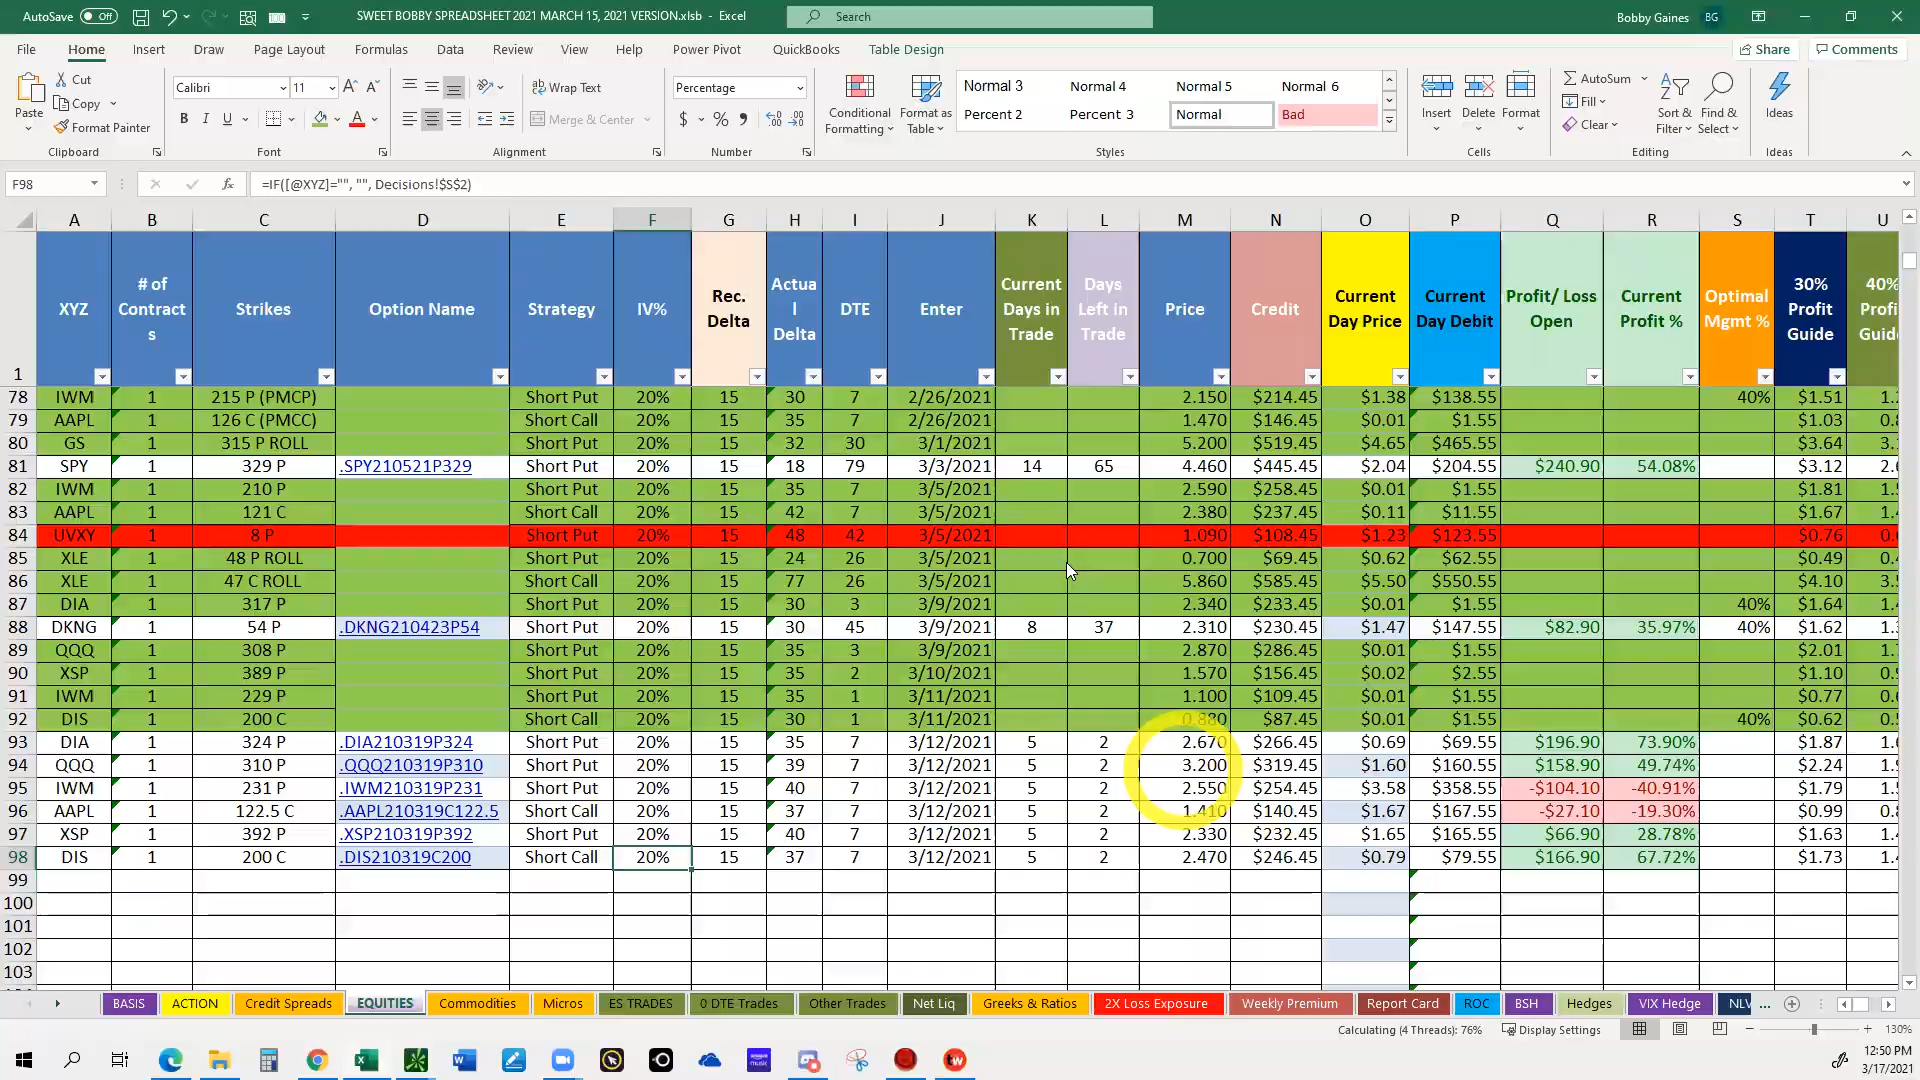 AutoSave Off SWEET BOBBY SPREADSHEET 2021 MARCH 15, 2021 VERSION.xlsb - Excel Search Bobby Gaines BG
File Home Insert Draw Page Layout Formulas Data Review View Help Power Pivot QuickBooks Table Design Share Comments
Paste Cut Copy Format Painter Clipboard
Calibri 11 B I U Font
Wrap Text Merge & Center Alignment
Percentage $ % Number
Conditional Formatting Format as Table
Normal 3 Normal 4 Normal 5 Normal 6
Percent 2 Percent 3 Normal Bad
Styles
Insert Delete Format Cells
AutoSum Fill Clear Sort & Filter Find & Select Editing
Ideas Ideas
F98 fx =IF([@XYZ]="", "", Decisions!$S$2)
A B C D E F G H I J K L M N O P Q R S T U
1 XYZ # of Contracts Strikes Option Name Strategy IV% Rec. Delta Actual Delta DTE Enter Current Days in Trade Days Left in Trade Price Credit Current Day Price Current Day Debit Profit/ Loss Open Current Profit % Optimal Mgmt % 30% Profit Guide 40%
78 IWM 1 215 P (PMCP) Short Put 20% 15 30 7 2/26/2021 2.150 $214.45 $1.38 $138.55 40% $1.51
79 AAPL 1 126 C (PMCC) Short Call 20% 15 32 7 2/26/2021 1.470 $146.45 $0.01 $1.55 $1.03
80 GS 1 315 P ROLL Short Put 20% 15 32 30 3/1/2021 5.200 $519.45 $4.65 $465.55 $3.64
81 SPY 1 329 P .SPY210521P329 Short Put 20% 15 18 79 3/3/2021 14 65 4.460 $445.45 $2.04 $204.55 $240.90 54.08% $3.12
82 IWM 1 210 P Short Put 20% 15 35 7 3/5/2021 2.590 $258.45 $0.01 $1.55 $1.81
83 AAPL 1 121 C Short Call 20% 15 42 7 3/5/2021 2.380 $237.45 $0.11 $11.55 $1.67
84 UVXY 1 8 P Short Put 20% 15 48 42 3/5/2021 1.090 $108.45 $1.23 $123.55 $0.76
85 XLE 1 48 P ROLL Short Put 20% 15 24 26 3/5/2021 0.700 $69.45 $0.62 $62.55 $0.49
86 XLE 1 47 C ROLL Short Call 20% 15 77 26 3/5/2021 5.860 $585.45 $5.50 $550.55 $4.10
87 DIA 1 317 P Short Put 20% 15 30 3 3/9/2021 2.340 $233.45 $0.01 $1.55 40% $1.64
88 DKNG 1 54 P .DKNG210423P54 Short Put 20% 15 30 45 3/9/2021 8 37 2.310 $230.45 $1.47 $147.55 $82.90 35.97% 40% $1.62
89 QQQ 1 308 P Short Put 20% 15 35 3 3/9/2021 2.870 $286.45 $0.01 $1.55 $2.01
90 XSP 1 389 P Short Put 20% 15 35 2 3/10/2021 1.570 $156.45 $0.02 $2.55 $1.10
91 IWM 1 229 P Short Put 20% 15 35 1 3/11/2021 1.100 $109.45 $0.01 $1.55 $0.77
92 DIS 1 200 C Short Call 20% 15 30 1 3/11/2021 0.880 $87.45 $0.01 $1.55 40% $0.62
93 DIA 1 324 P .DIA210319P324 Short Put 20% 15 35 7 3/12/2021 5 2 2.670 $266.45 $0.69 $69.55 $196.90 73.90% $1.87
94 QQQ 1 310 P .QQQ210319P310 Short Put 20% 15 39 7 3/12/2021 5 2 3.200 $319.45 $1.60 $160.55 $158.90 49.74% $2.24
95 IWM 1 231 P .IWM210319P231 Short Put 20% 15 40 7 3/12/2021 5 2 2.550 $254.45 $3.58 $358.55 -$104.10 -40.91% $1.79
96 AAPL 1 122.5 C .AAPL210319C122.5 Short Call 20% 15 37 7 3/12/2021 5 2 1.410 $140.45 $1.67 $167.55 -$27.10 -19.30% $0.99
97 XSP 1 392 P .XSP210319P392 Short Put 20% 15 40 7 3/12/2021 5 2 2.330 $232.45 $1.65 $165.55 $66.90 28.78% $1.63
98 DIS 1 200 C .DIS210319C200 Short Call 20% 15 37 7 3/12/2021 5 2 2.470 $246.45 $0.79 $79.55 $166.90 67.72% $1.73
99
100
101
102
103
BASIS ACTION Credit Spreads EQUITIES Commodities Micros ES TRADES 0 DTE Trades Other Trades Net Liq Greeks & Ratios 2X Loss Exposure Weekly Premium Report Card ROC BSH Hedges VIX Hedge NLV ...
Calculating (4 Threads): 76% Display Settings 130%
12:50 PM
3/17/2021